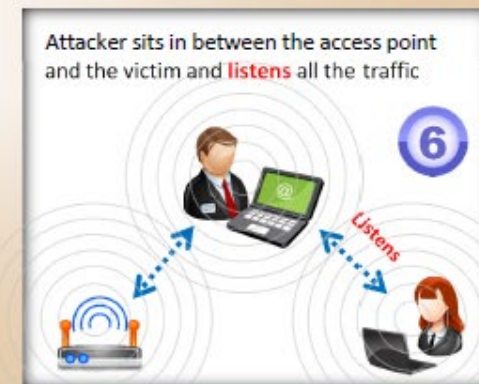 Attacker sits in between the access point
and the victim and listens all the traffic
6
@
Listens